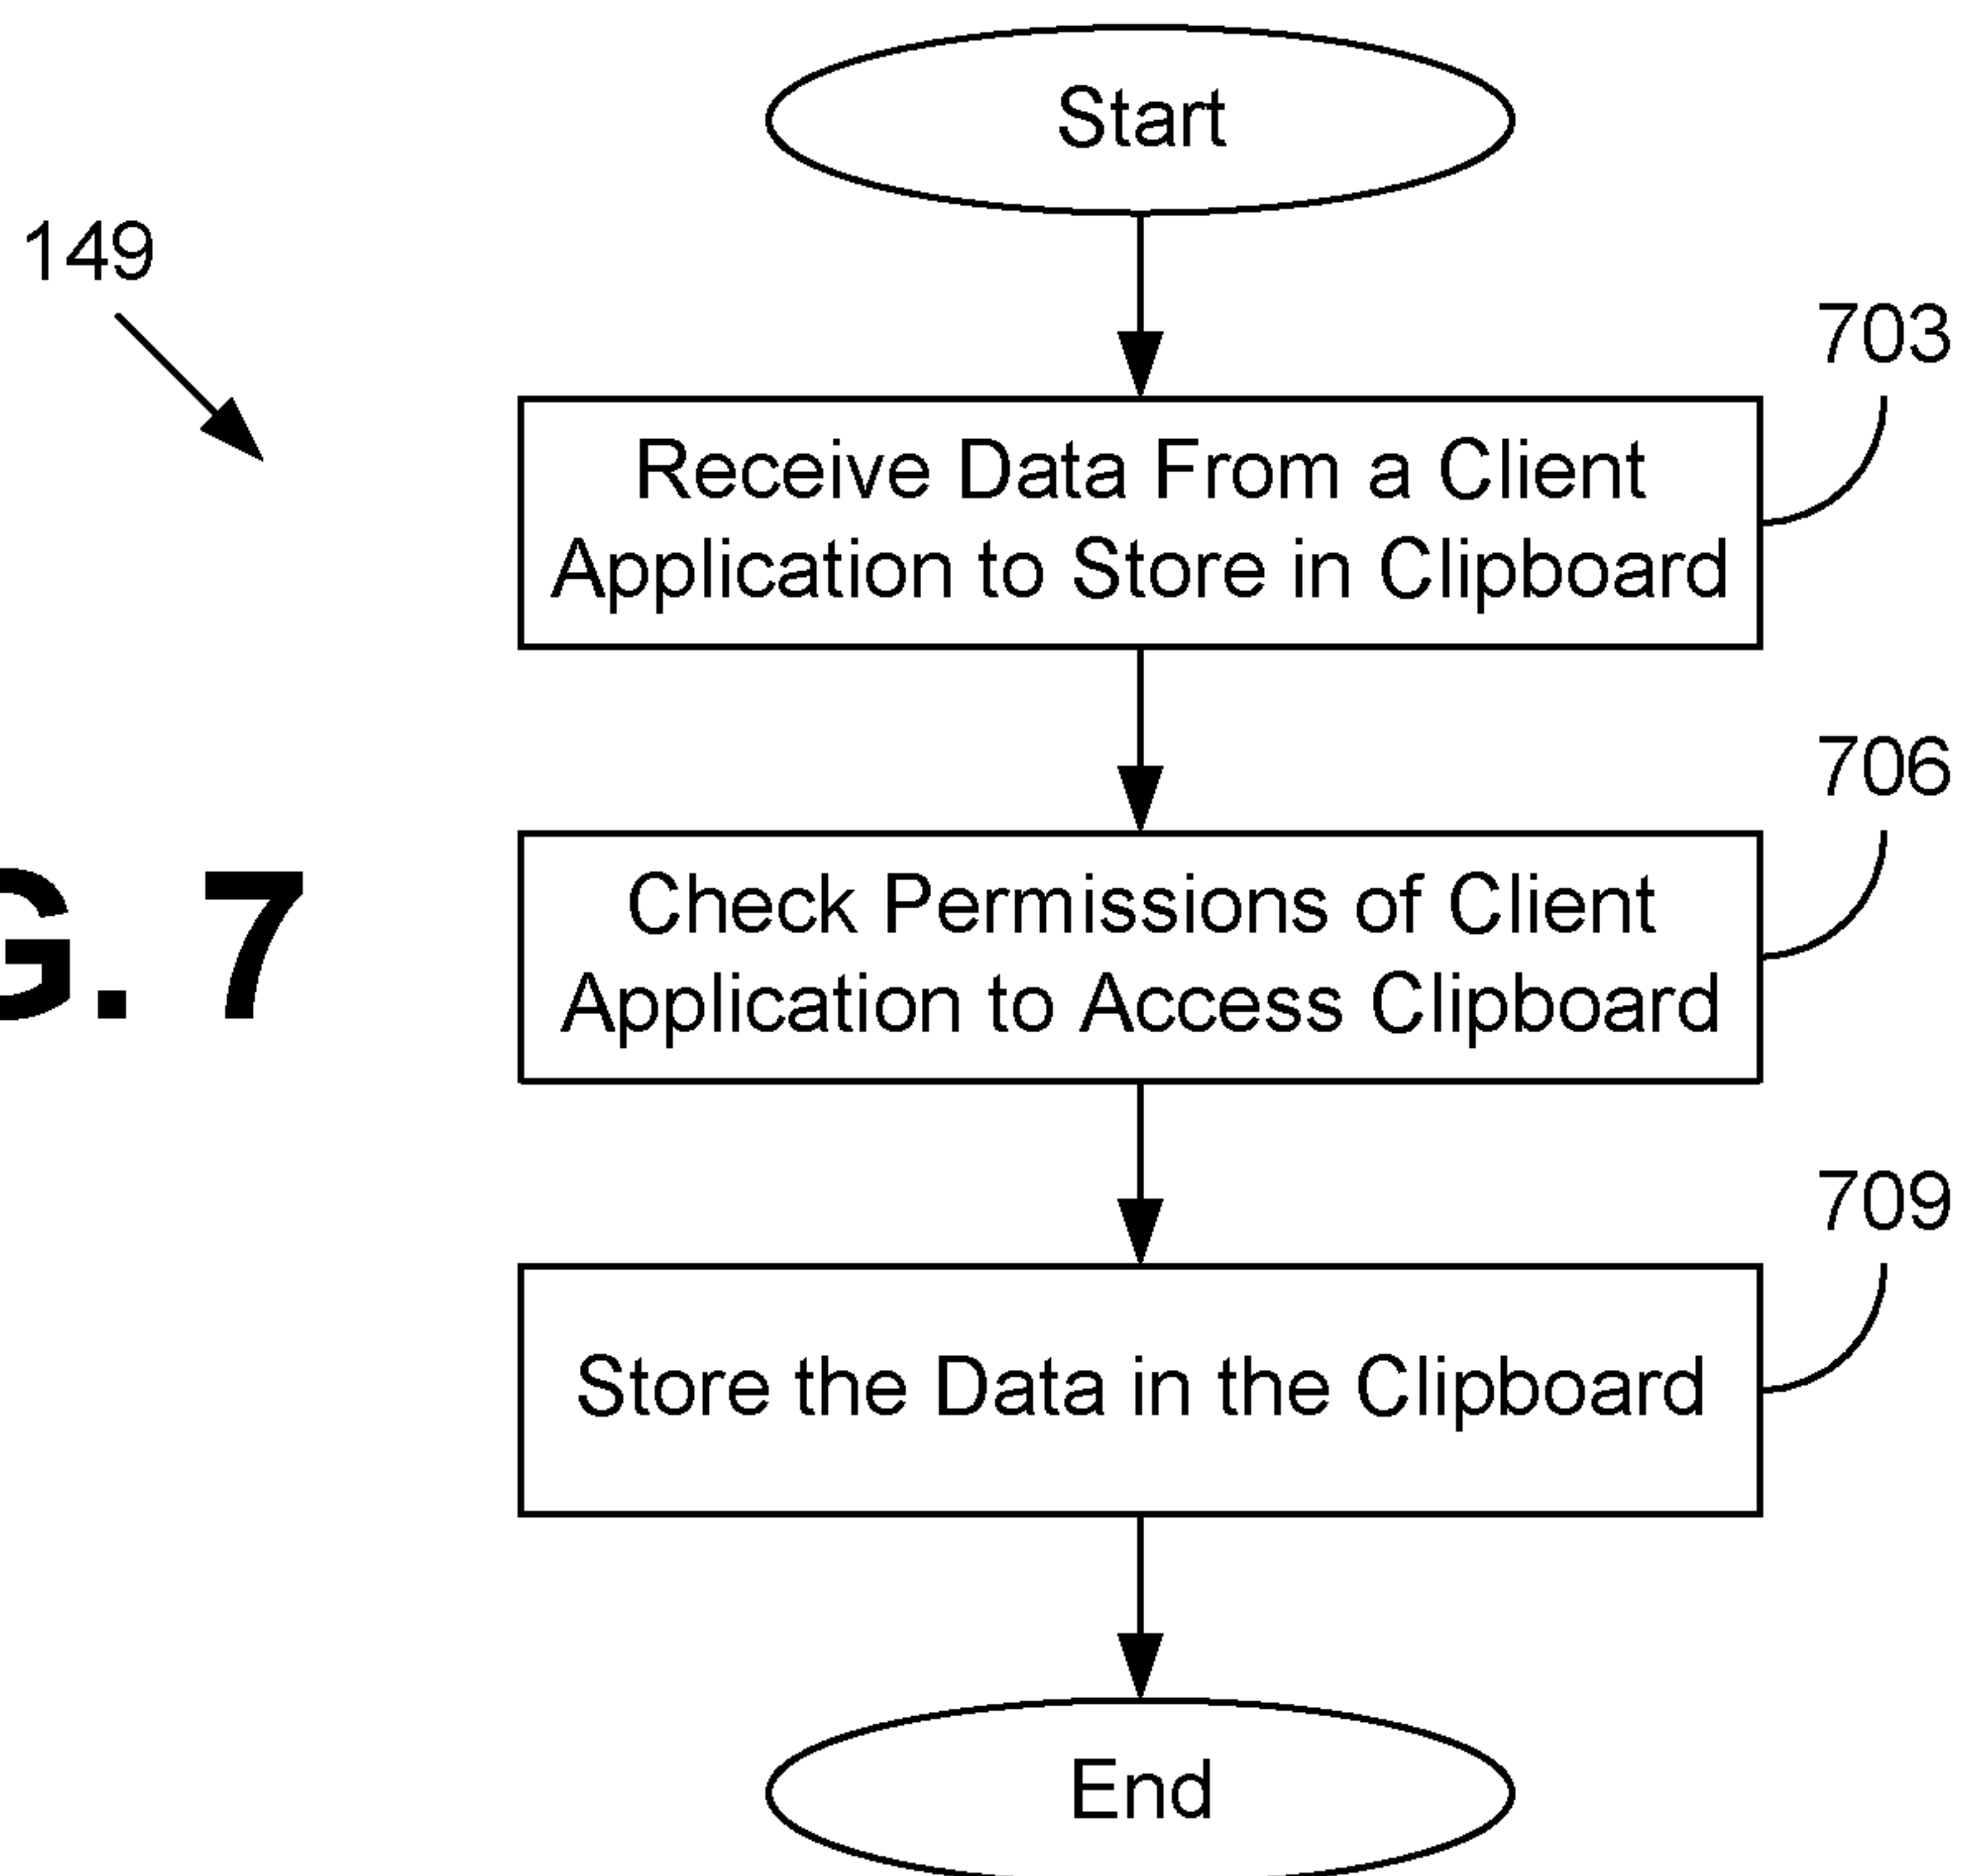 Start
149
703
Receive Data From a Client
Application to Store in Clipboard
706
Check Permissions of Client
Application to Access Clipboard
G. 7
709
Store the Data in the Clipboard
End